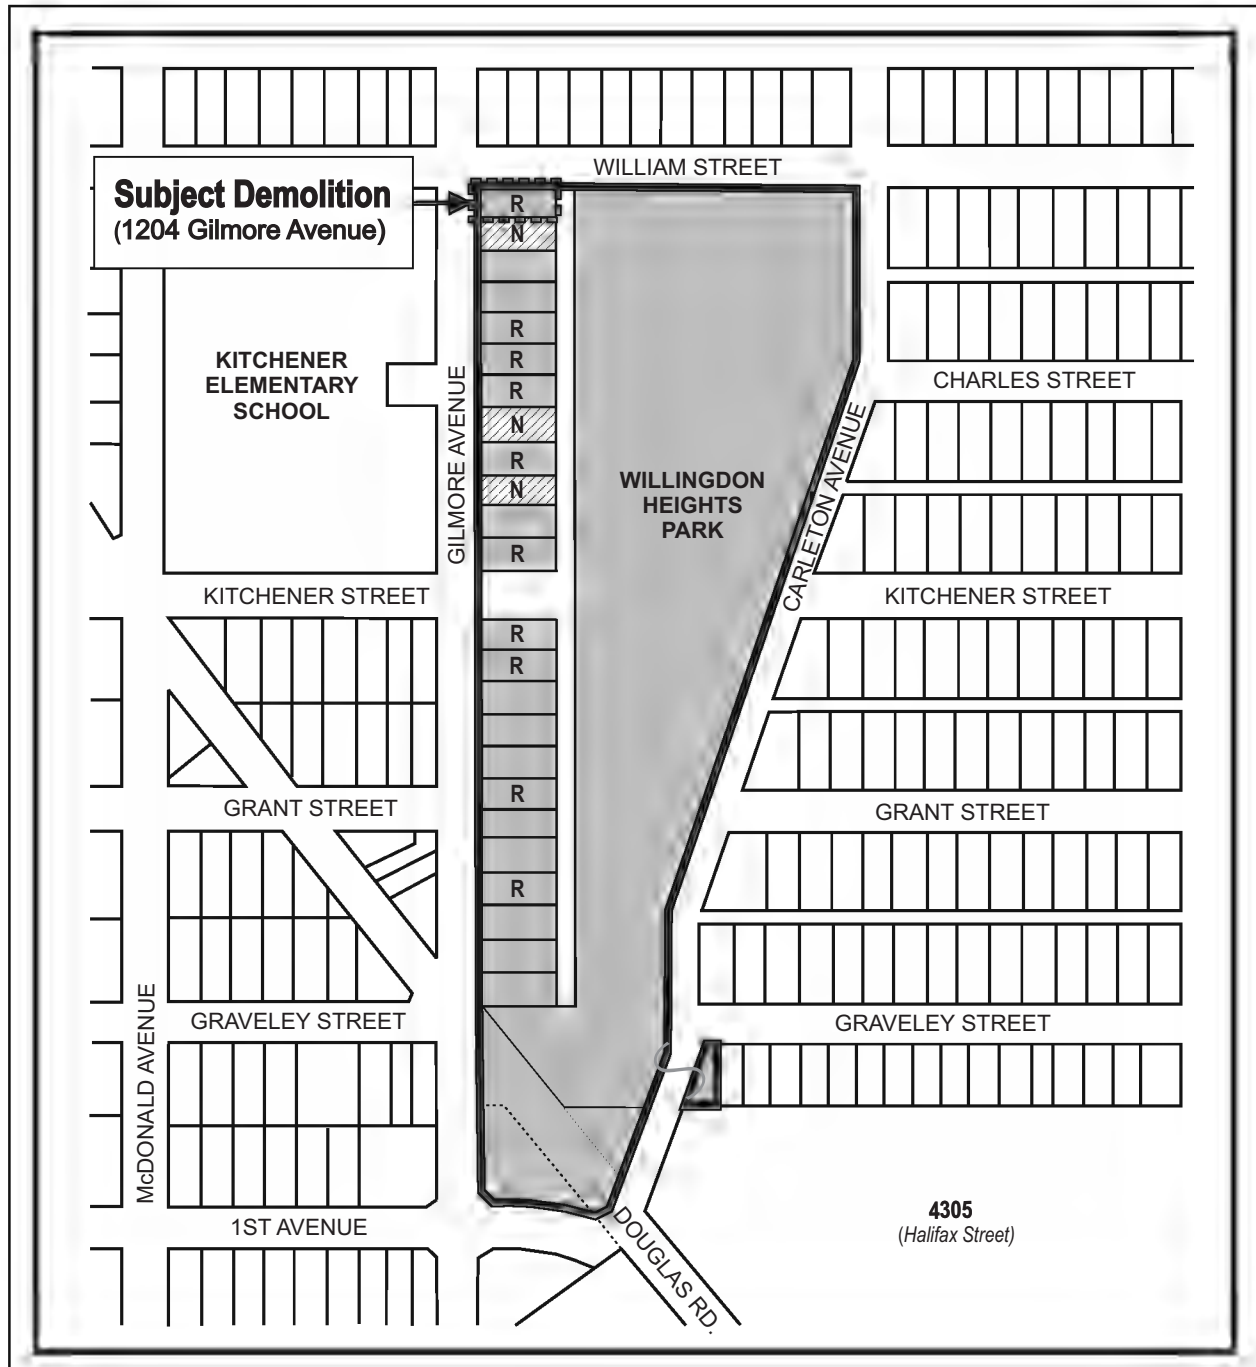 WILLIAM STREET
Subject Demolition
(1204 Gilmore Avenue)
R
N
R
R
R
N
R
N
R
KITCHENER
ELEMENTARY
SCHOOL
GILMORE AVENUE
WILLINGDON
HEIGHTS
PARK
CHARLES STREET
CARLETON AVENUE
KITCHENER STREET
KITCHENER STREET
R
R
R
R
GRANT STREET
GRANT STREET
McDONALD AVENUE
GRAVELEY STREET
GRAVELEY STREET
1ST AVENUE
DOUGLAS RD.
4305
(Halifax Street)